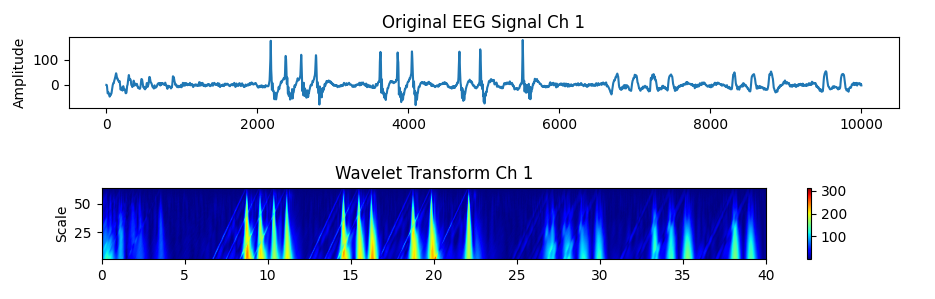 Original EEG Signal Ch 1
Amplitude
100
0
0 2000 4000 6000 8000 10000
Wavelet Transform Ch 1
Scale
50
25
0 5 10 15 20 25 30 35 40
300
200
100